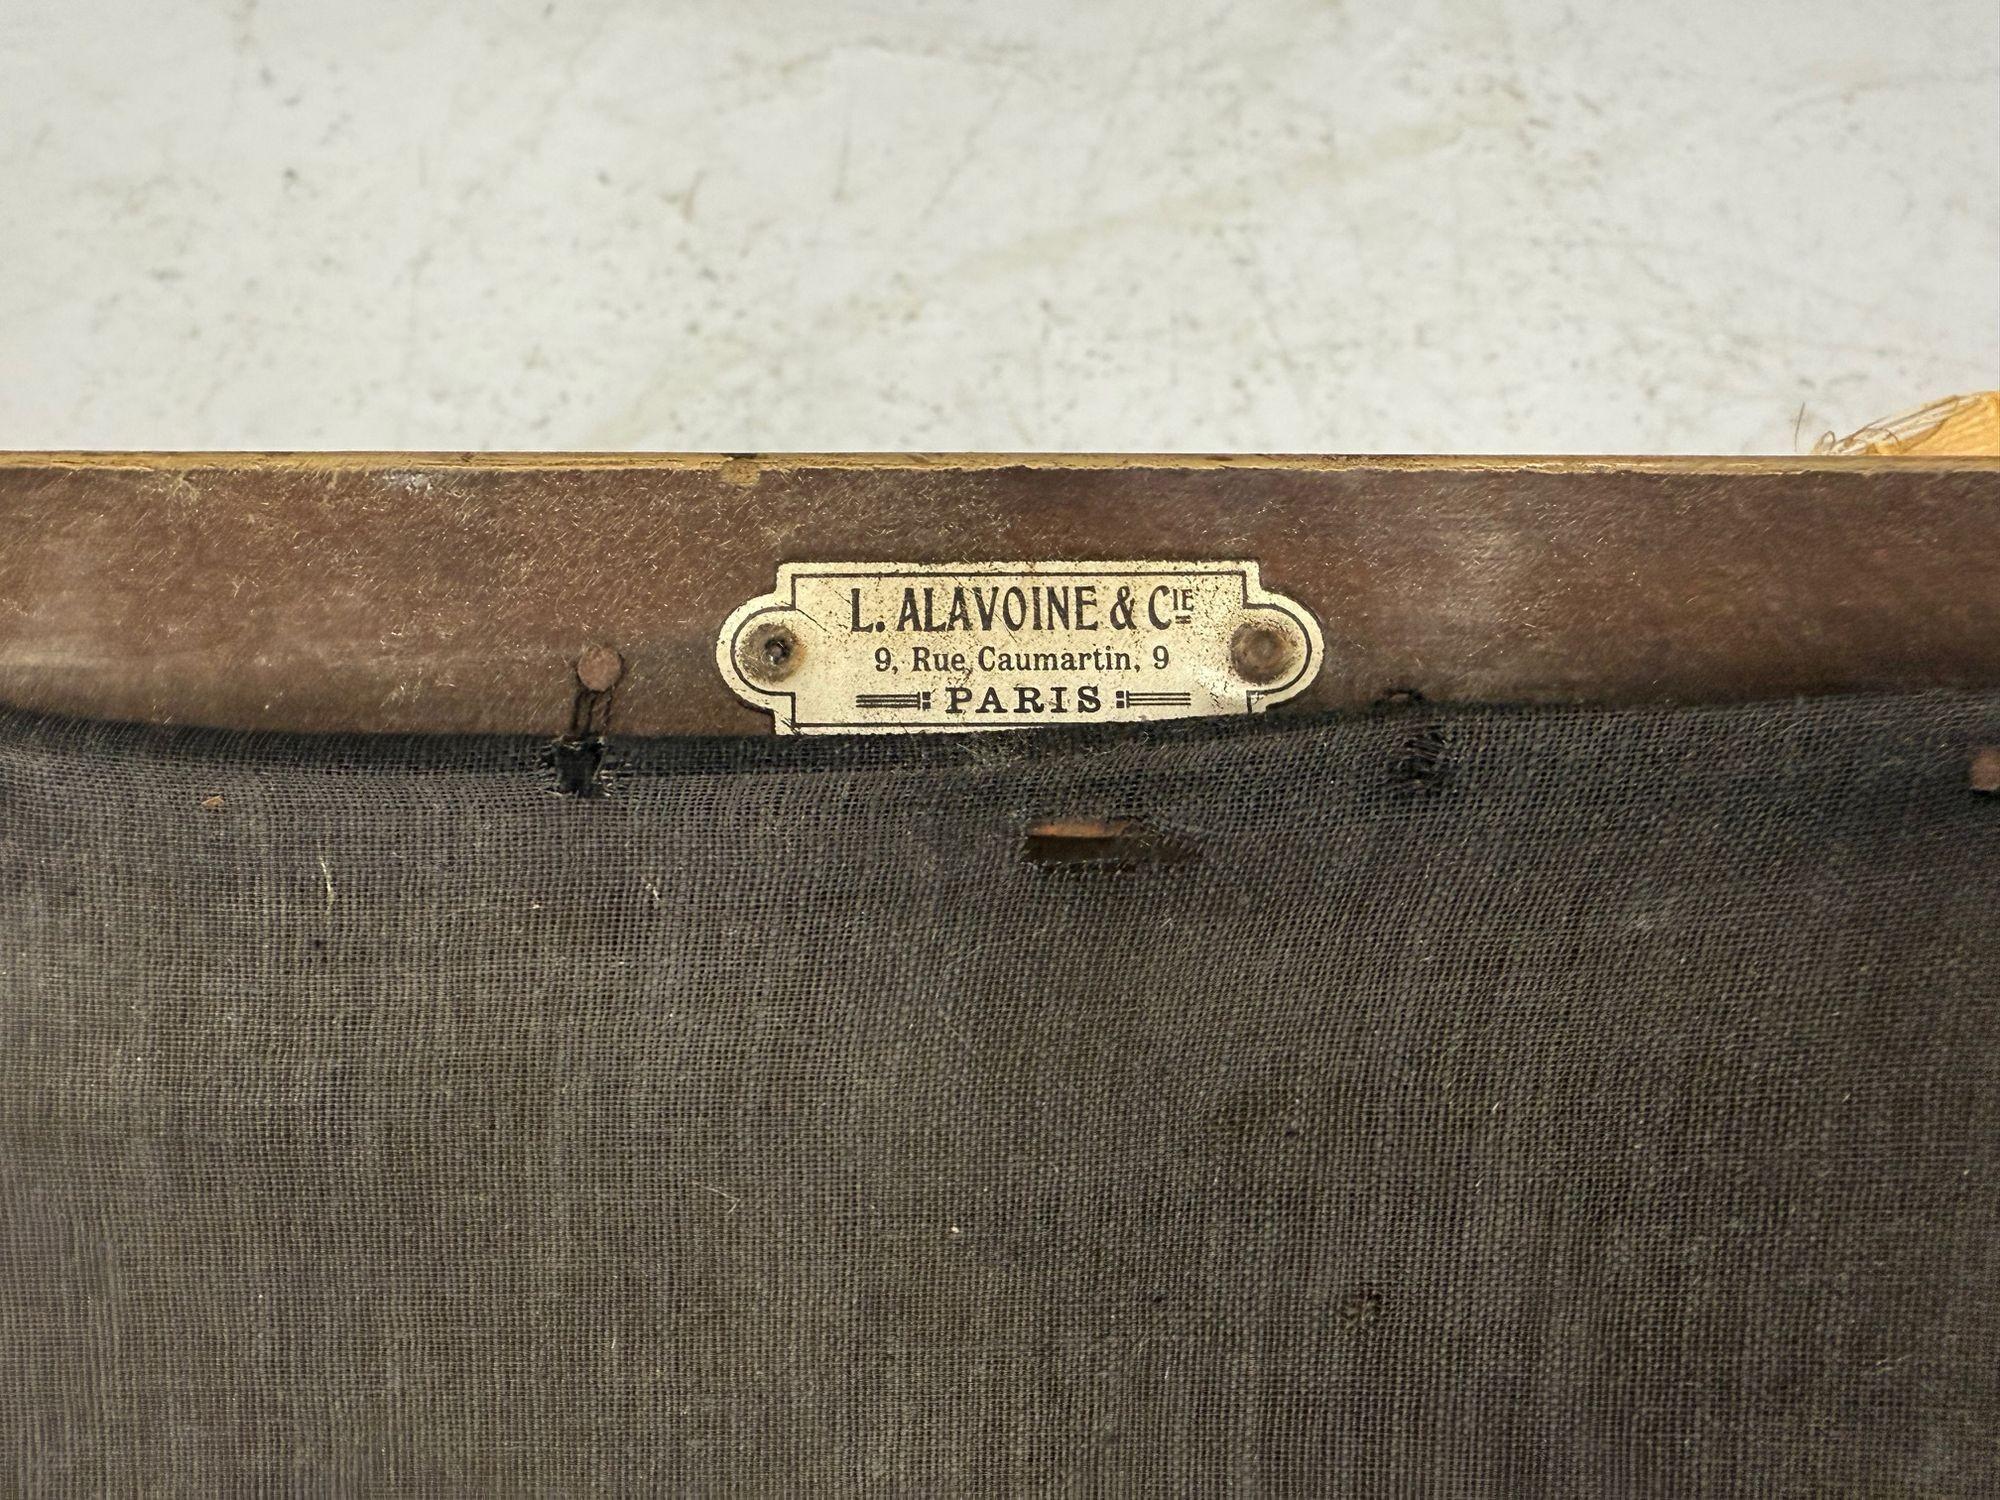 L. ALAVOINE & CIE
9, Rue Caumartin, 9
PARIS